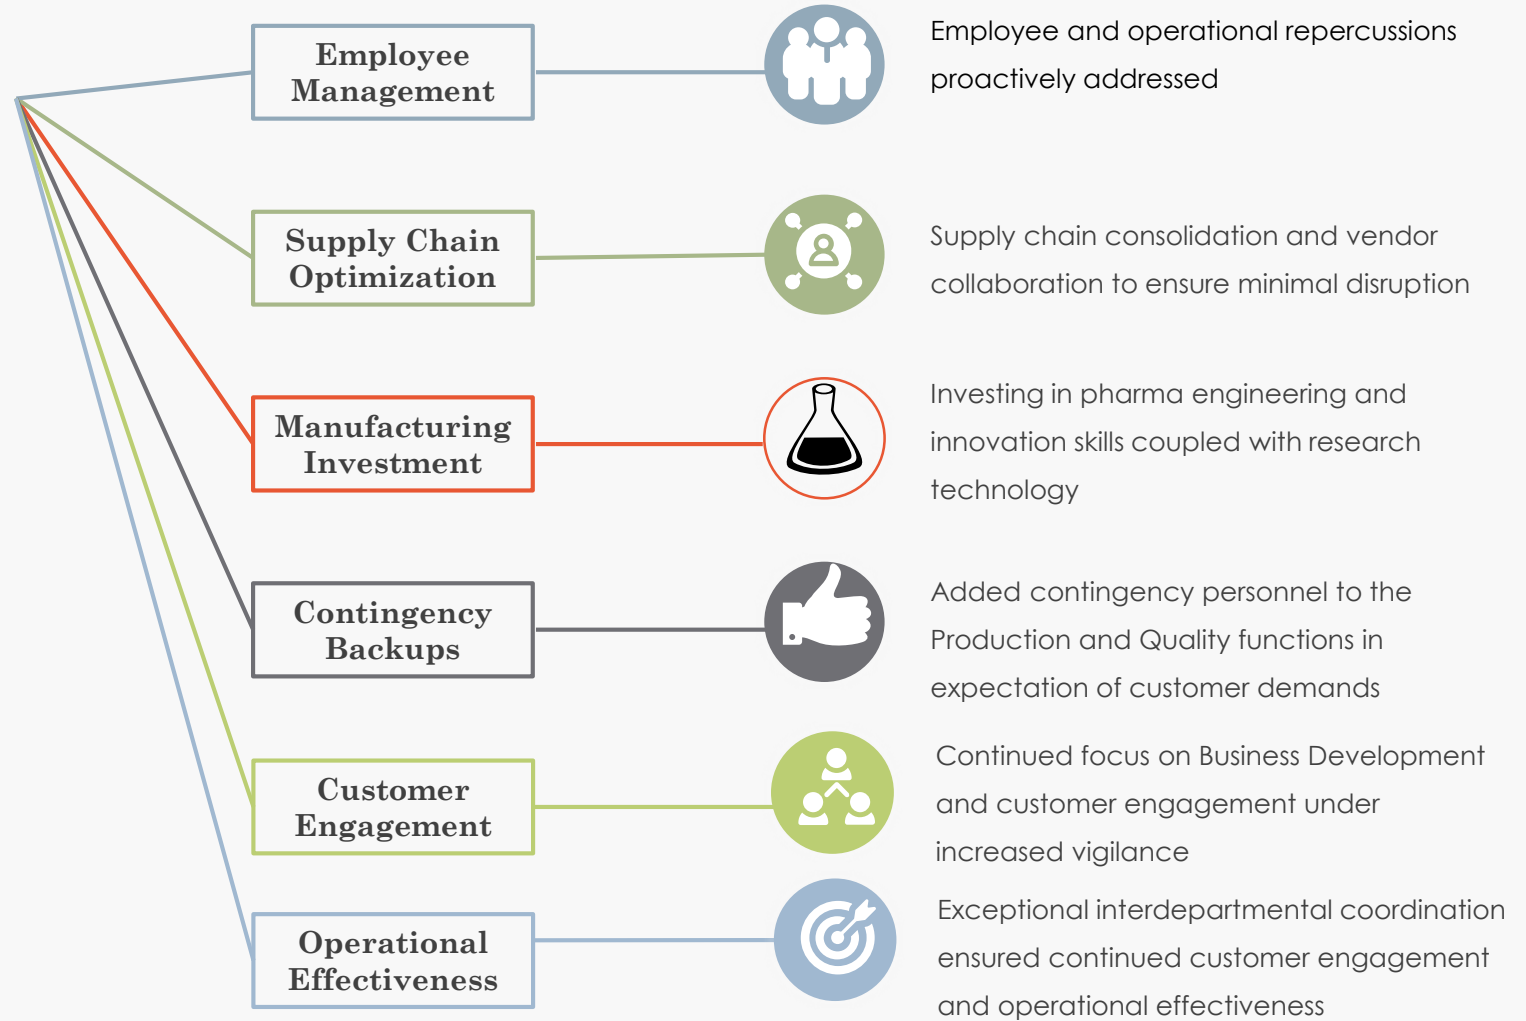 Employee
Management
Employee and operational repercussions
proactively addressed
Supply Chain
Optimization
Supply chain consolidation and vendor
collaboration to ensure minimal disruption
Manufacturing
Investment
Investing in pharma engineering and
innovation skills coupled with research
technology
Contingency
Backups
Added contingency personnel to the
Production and Quality functions in
expectation of customer demands
Customer
Engagement
Continued focus on Business Development
and customer engagement under
increased vigilance
Operational
Effectiveness
Exceptional interdepartmental coordination
ensured continued customer engagement
and operational effectiveness